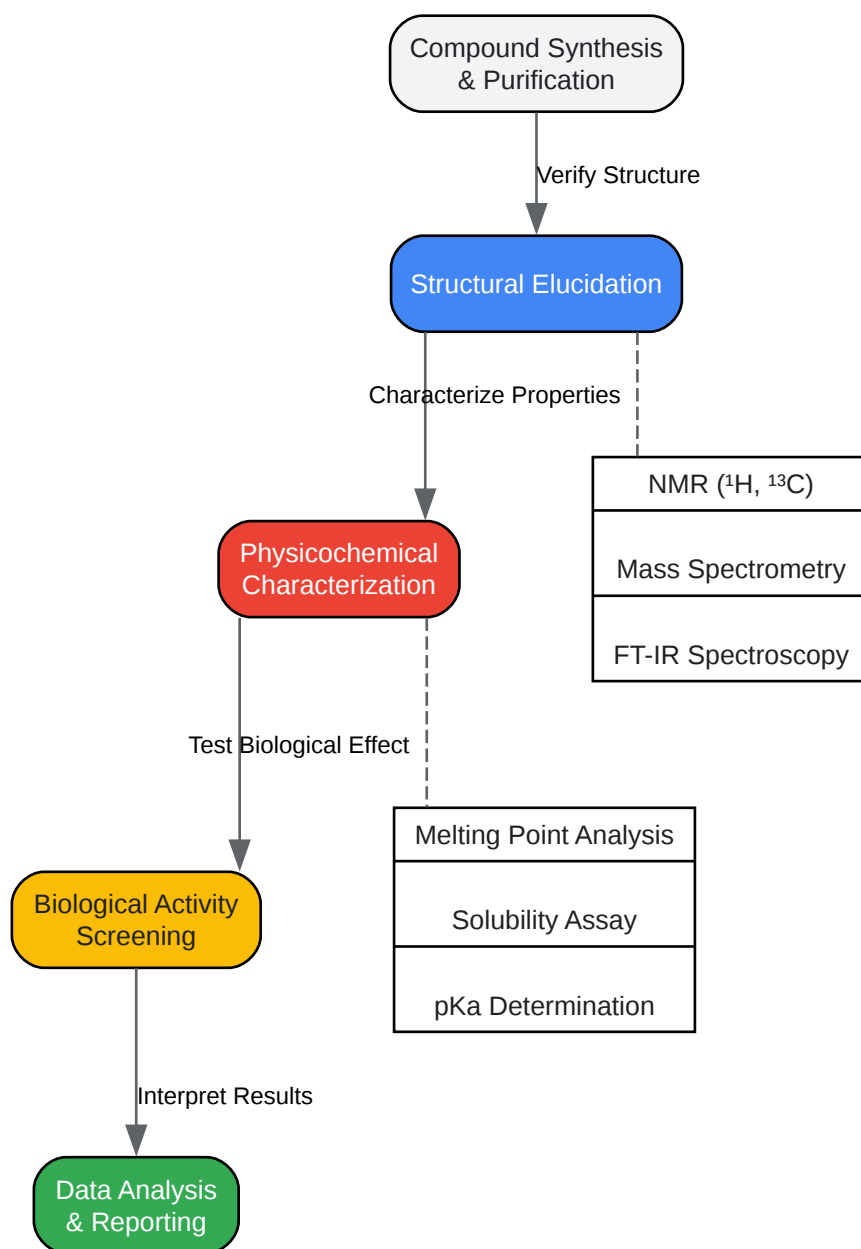 Compound Synthesis
& Purification
Verify Structure
Structural Elucidation
Characterize Properties
NMR (¹H, ¹³C)
Mass Spectrometry
FT-IR Spectroscopy
Physicochemical
Characterization
Test Biological Effect
Melting Point Analysis
Solubility Assay
pKa Determination
Biological Activity
Screening
Interpret Results
Data Analysis
& Reporting